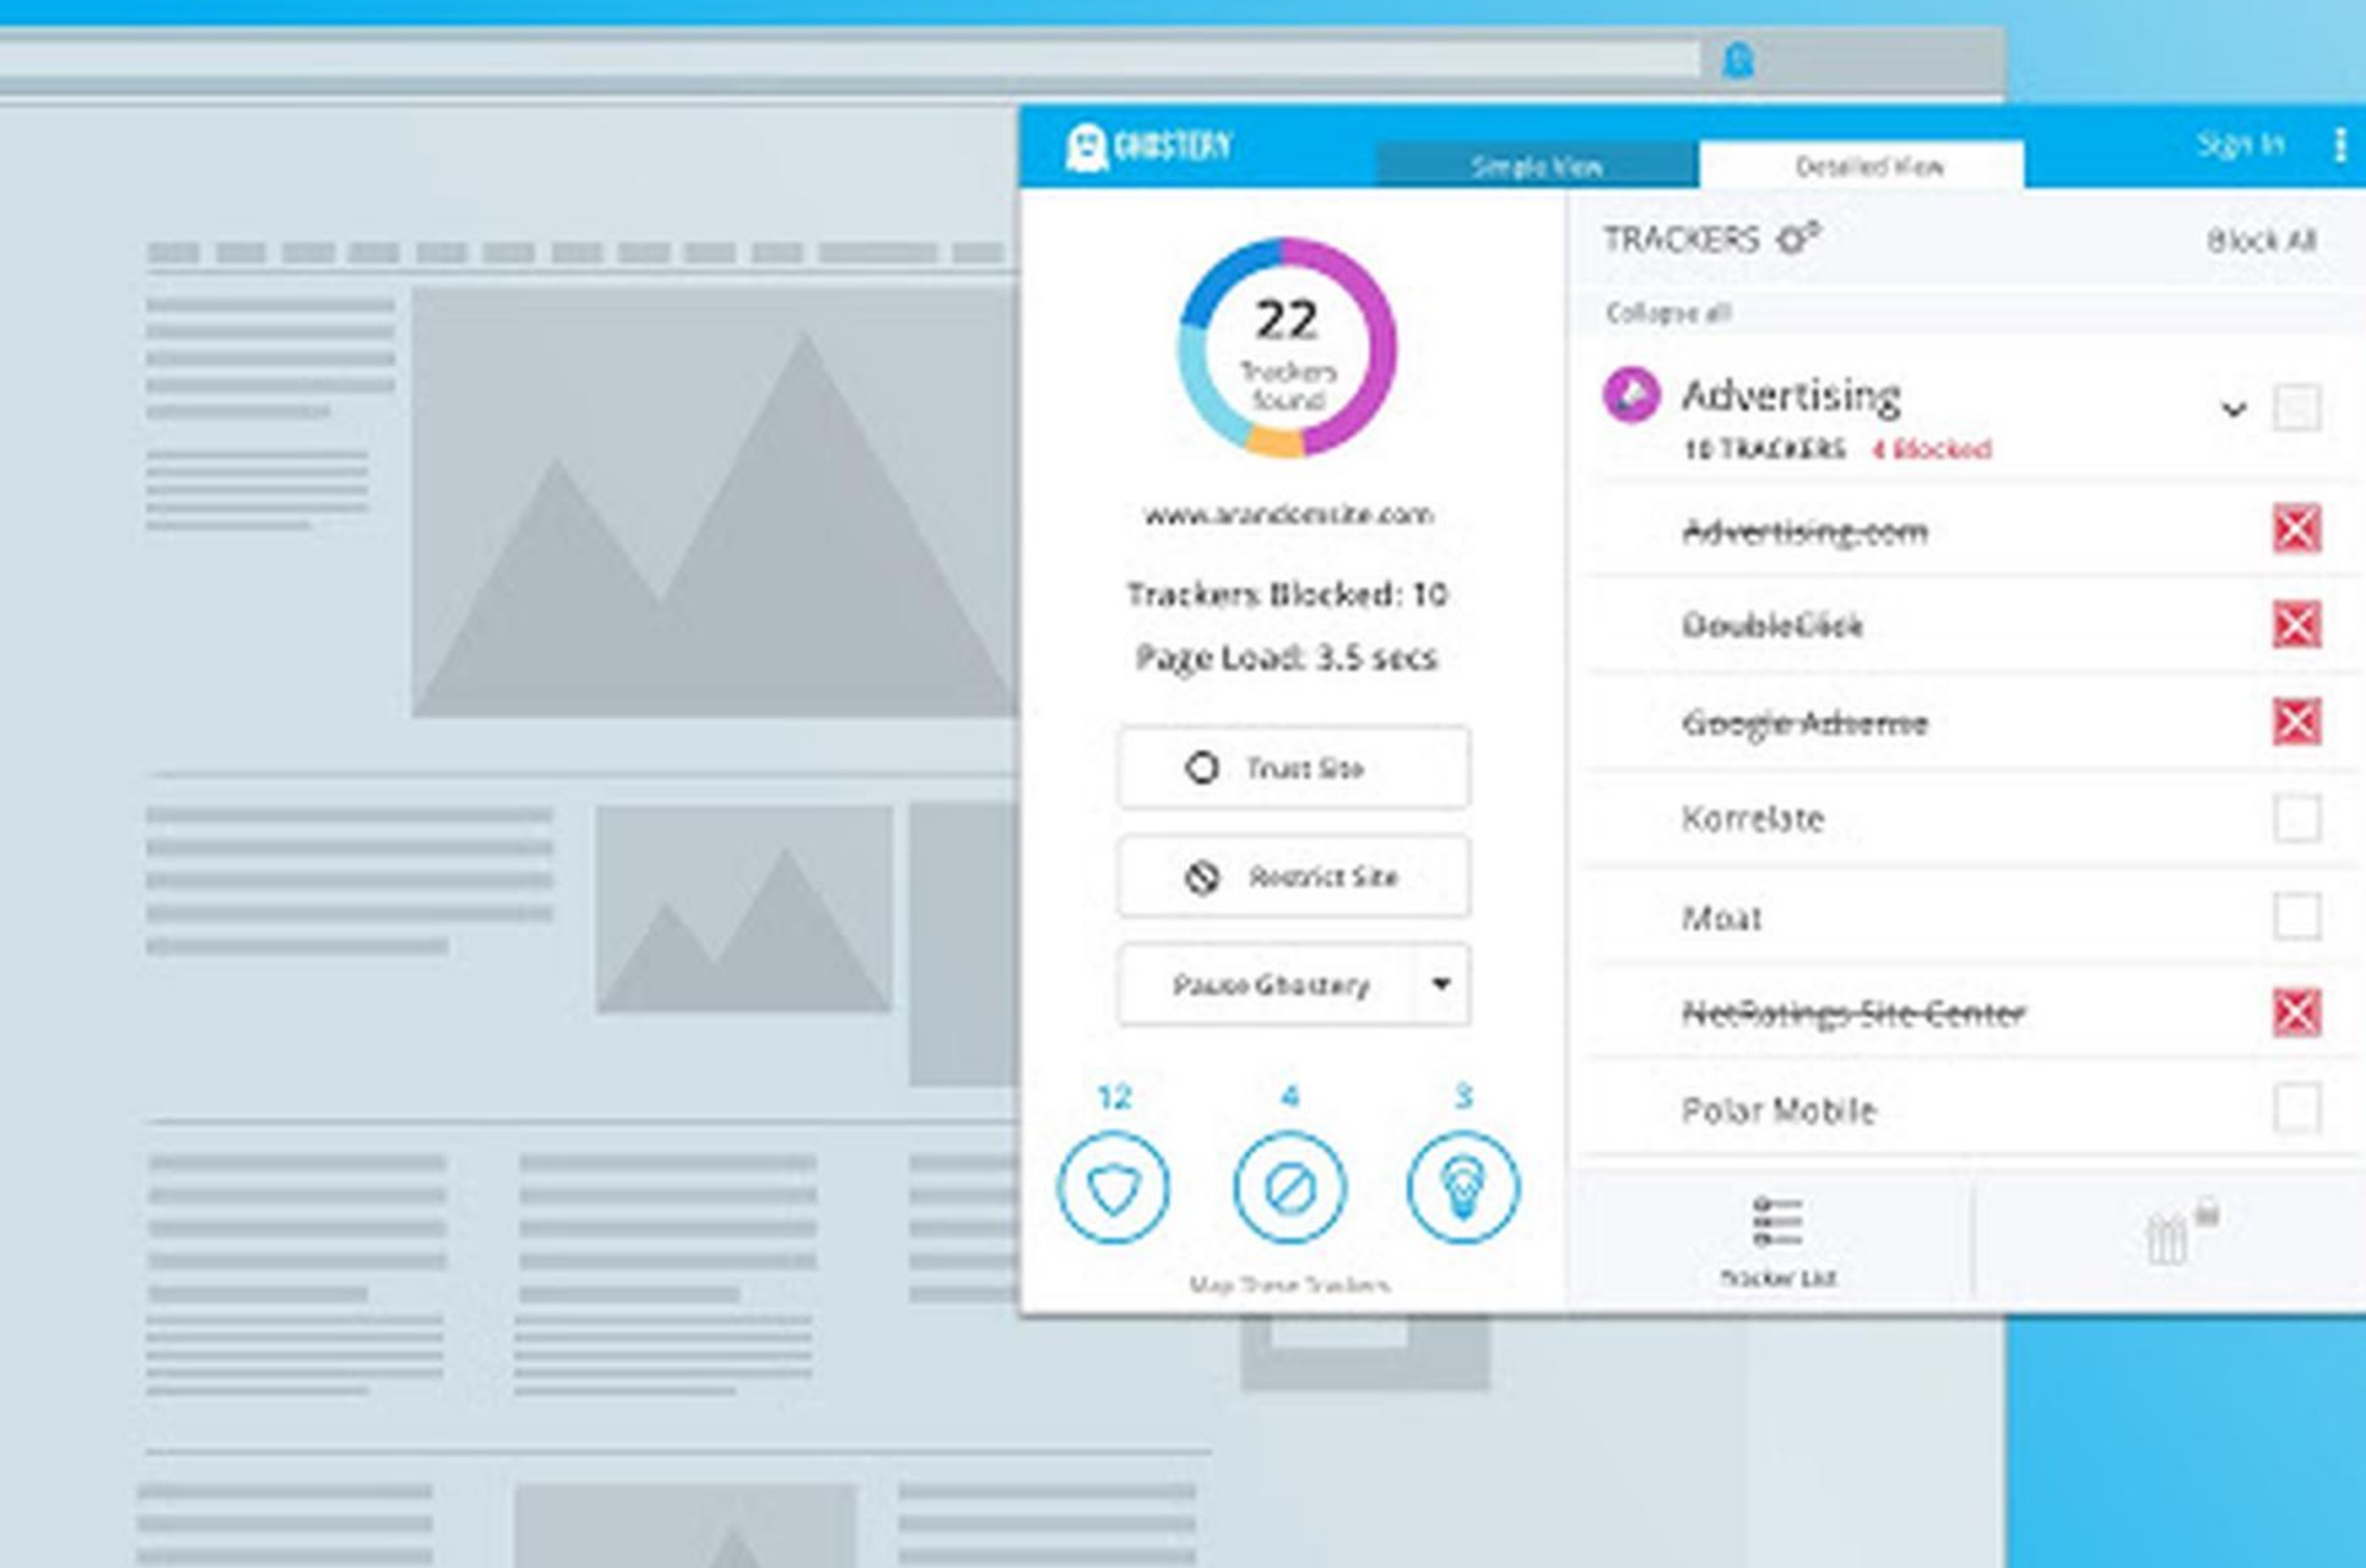 GHOSTERY
Simple View
Detailed View
Sign In
22
Trackers
found
www.arandomsite.com
Trackers Blocked: 10
Page Load: 3.5 secs
Trust Site
Restrict Site
Pause Ghostery
12 4 3
Map These Trackers
TRACKERS
Block All
Collapse all
Advertising
10 TRACKERS 4 Blocked
Advertising.com
DoubleClick
Google Adsense
Korrelate
Moat
NetRatings Site Center
Polar Mobile
Tracker List